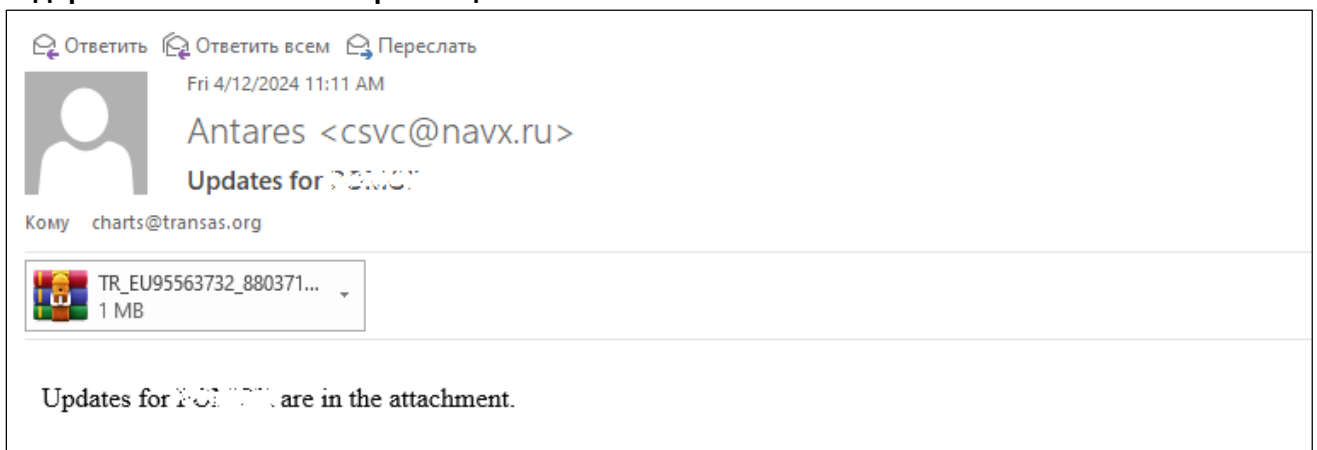 Ответить Ответить всем Переслать
Fri 4/12/2024 11:11 AM
Antares <csvc@navx.ru>
Updates for
Кому charts@transas.org
TR_EU95563732_880371...
1 MB
Updates for are in the attachment.